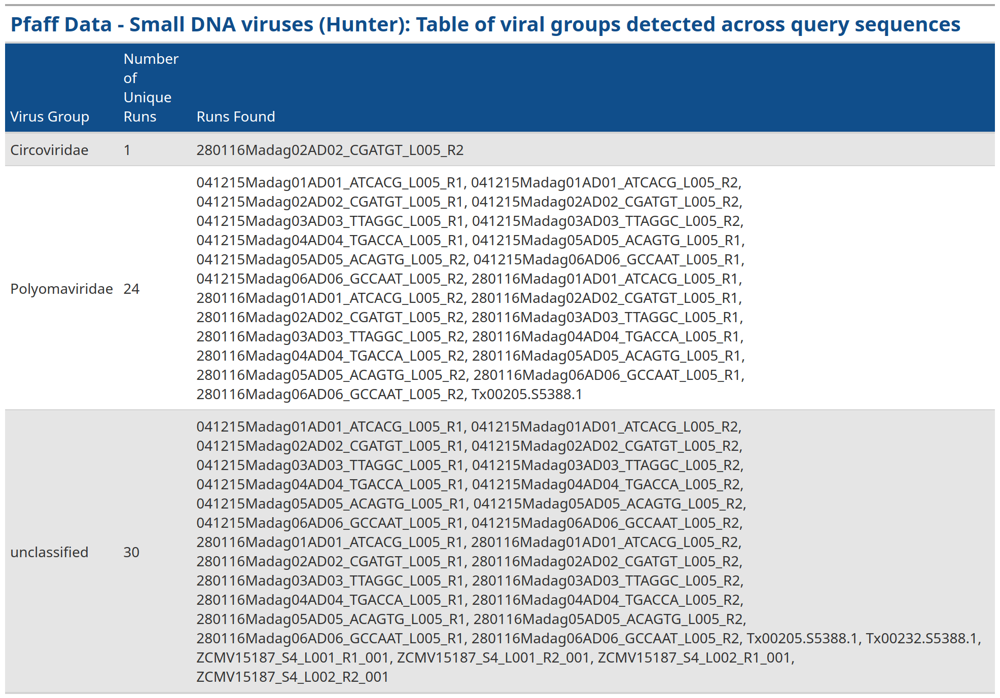 Pfaff Data - Small DNA viruses (Hunter): Table of viral groups detected across query sequences
Virus Group
Number
of
Unique
Runs
Runs Found
Circoviridae 1 280116Madag02AD02_CGATGT_L005_R2
Polyomaviridae 24
041215Madag01AD01_ATCACG_L005_R1, 041215Madag01AD01_ATCACG_L005_R2,
041215Madag02AD02_CGATGT_L005_R1, 041215Madag02AD02_CGATGT_L005_R2,
041215Madag03AD03_TTAGGC_L005_R1, 041215Madag03AD03_TTAGGC_L005_R2,
041215Madag04AD04_TGACCA_L005_R1, 041215Madag05AD05_ACAGTG_L005_R1,
041215Madag05AD05_ACAGTG_L005_R2, 041215Madag06AD06_GCCAAT_L005_R1,
041215Madag06AD06_GCCAAT_L005_R2, 280116Madag01AD01_ATCACG_L005_R1,
280116Madag01AD01_ATCACG_L005_R2, 280116Madag02AD02_CGATGT_L005_R1,
280116Madag02AD02_CGATGT_L005_R2, 280116Madag03AD03_TTAGGC_L005_R1,
280116Madag03AD03_TTAGGC_L005_R2, 280116Madag04AD04_TGACCA_L005_R1,
280116Madag04AD04_TGACCA_L005_R2, 280116Madag05AD05_ACAGTG_L005_R1,
280116Madag05AD05_ACAGTG_L005_R2, 280116Madag06AD06_GCCAAT_L005_R1,
280116Madag06AD06_GCCAAT_L005_R2, Tx00205.S5388.1
unclassified 30
041215Madag01AD01_ATCACG_L005_R1, 041215Madag01AD01_ATCACG_L005_R2,
041215Madag02AD02_CGATGT_L005_R1, 041215Madag02AD02_CGATGT_L005_R2,
041215Madag03AD03_TTAGGC_L005_R1, 041215Madag03AD03_TTAGGC_L005_R2,
041215Madag04AD04_TGACCA_L005_R1, 041215Madag04AD04_TGACCA_L005_R2,
041215Madag05AD05_ACAGTG_L005_R1, 041215Madag05AD05_ACAGTG_L005_R2,
041215Madag06AD06_GCCAAT_L005_R1, 041215Madag06AD06_GCCAAT_L005_R2,
280116Madag01AD01_ATCACG_L005_R1, 280116Madag01AD01_ATCACG_L005_R2,
280116Madag02AD02_CGATGT_L005_R1, 280116Madag02AD02_CGATGT_L005_R2,
280116Madag03AD03_TTAGGC_L005_R1, 280116Madag03AD03_TTAGGC_L005_R2,
280116Madag04AD04_TGACCA_L005_R1, 280116Madag04AD04_TGACCA_L005_R2,
280116Madag05AD05_ACAGTG_L005_R1, 280116Madag05AD05_ACAGTG_L005_R2,
280116Madag06AD06_GCCAAT_L005_R1, 280116Madag06AD06_GCCAAT_L005_R2, Tx00205.S5388.1, Tx00232.S5388.1,
ZCMV15187_S4_L001_R1_001, ZCMV15187_S4_L001_R2_001, ZCMV15187_S4_L002_R1_001,
ZCMV15187_S4_L002_R2_001